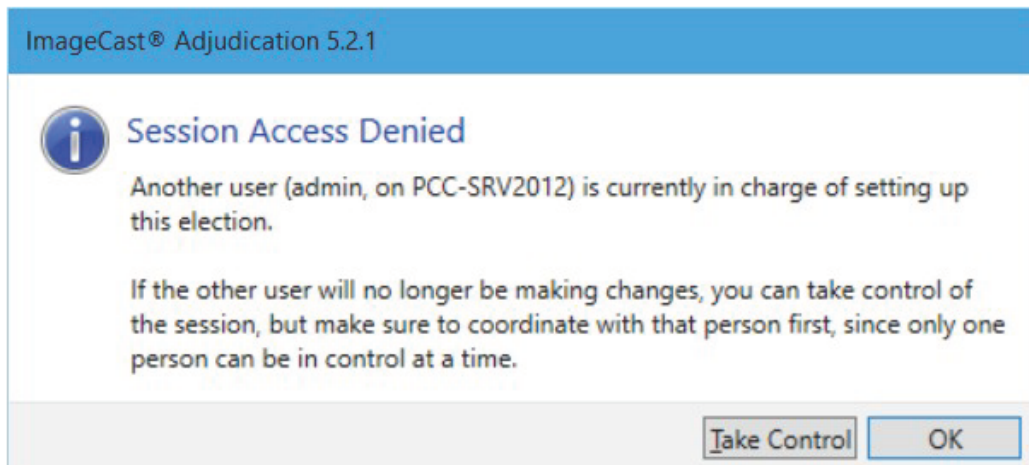 ImageCast® Adjudication 5.2.1
Session Access Denied
Another user (admin, on PCC-SRV2012) is currently in charge of setting up
this election.
If the other user will no longer be making changes, you can take control of
the session, but make sure to coordinate with that person first, since only one
person can be in control at a time.
Take Control
OK